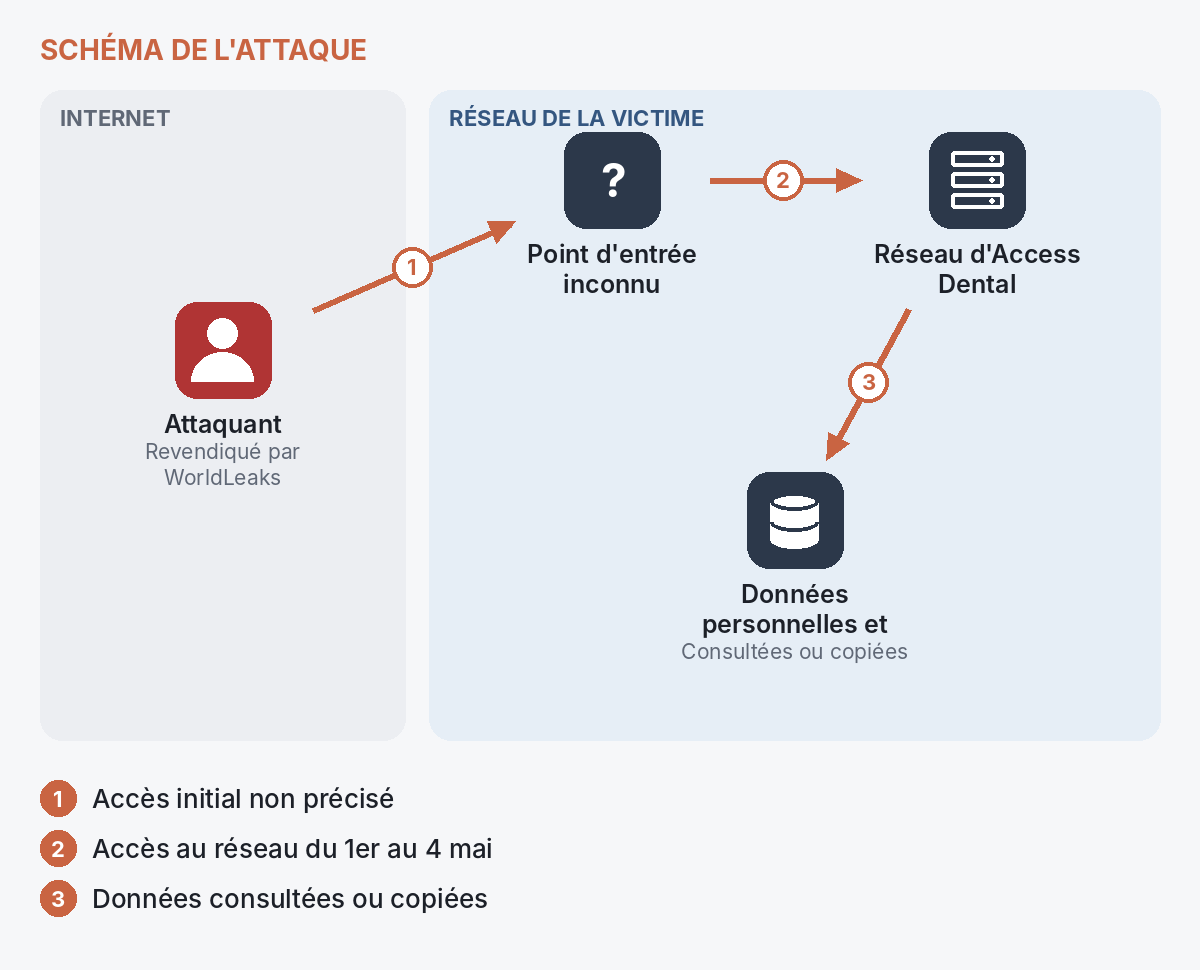 SCHÉMA DE L'ATTAQUE
INTERNET
RÉSEAU DE LA VICTIME
?
2
Point d'entrée
inconnu
Réseau d'Access
Dental
1
Attaquant
Revendiqué par
WorldLeaks
3
Données
personnelles et
Consultées ou copiées
1 Accès initial non précisé
2 Accès au réseau du 1er au 4 mai
3 Données consultées ou copiées